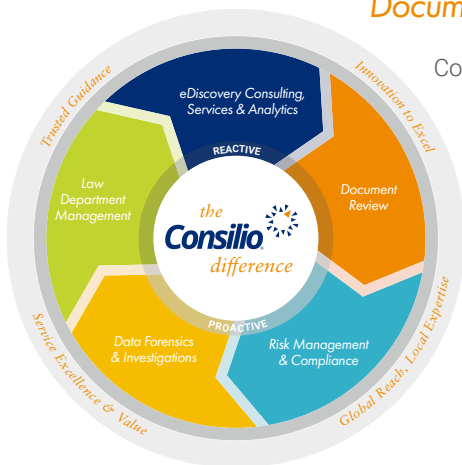 Docum
Co
Trusted Guidance
Innovation to Excel
eDiscovery Consulting,
Services & Analytics
REACTIVE
Law
Department
Management
Document
Review
the
Consilio
difference
PROACTIVE
Data Forensics
& Investigations
Risk Management
& Compliance
Service Excellence & Value
Global Reach, Local Expertise